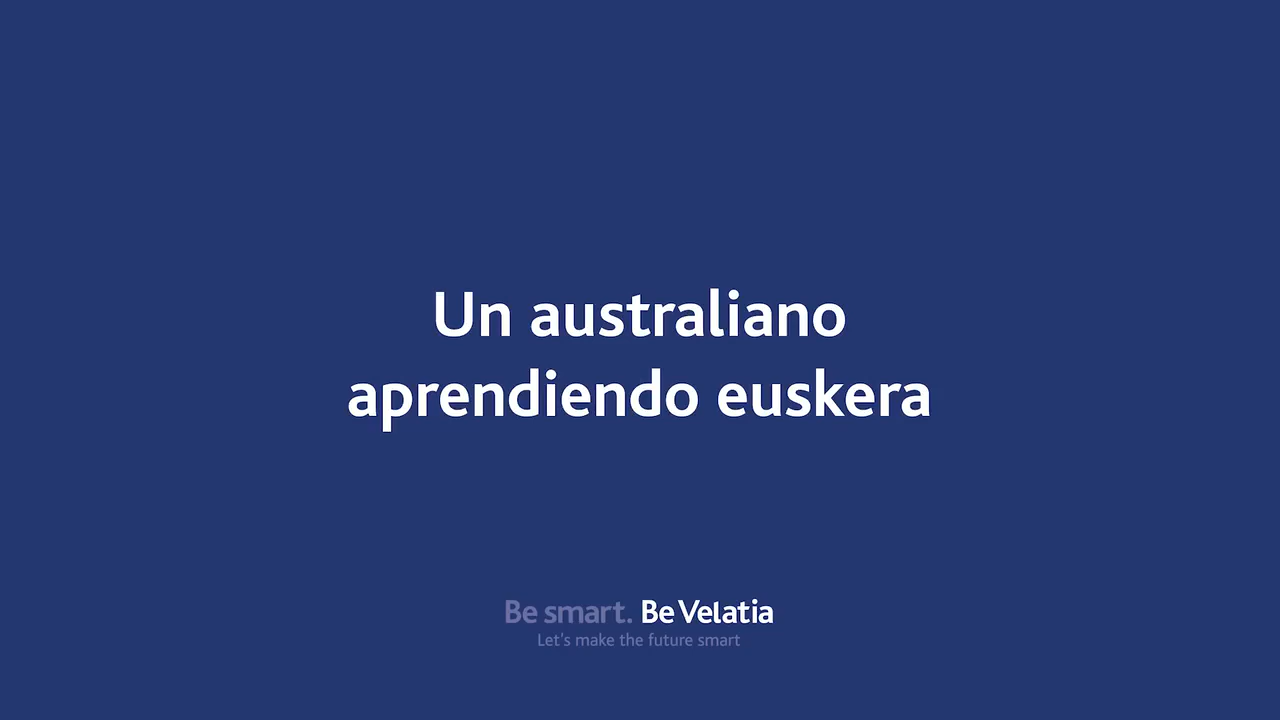 Un australiano
aprendiendo euskera
Be smart. Be Velatia
Let's make the future smart